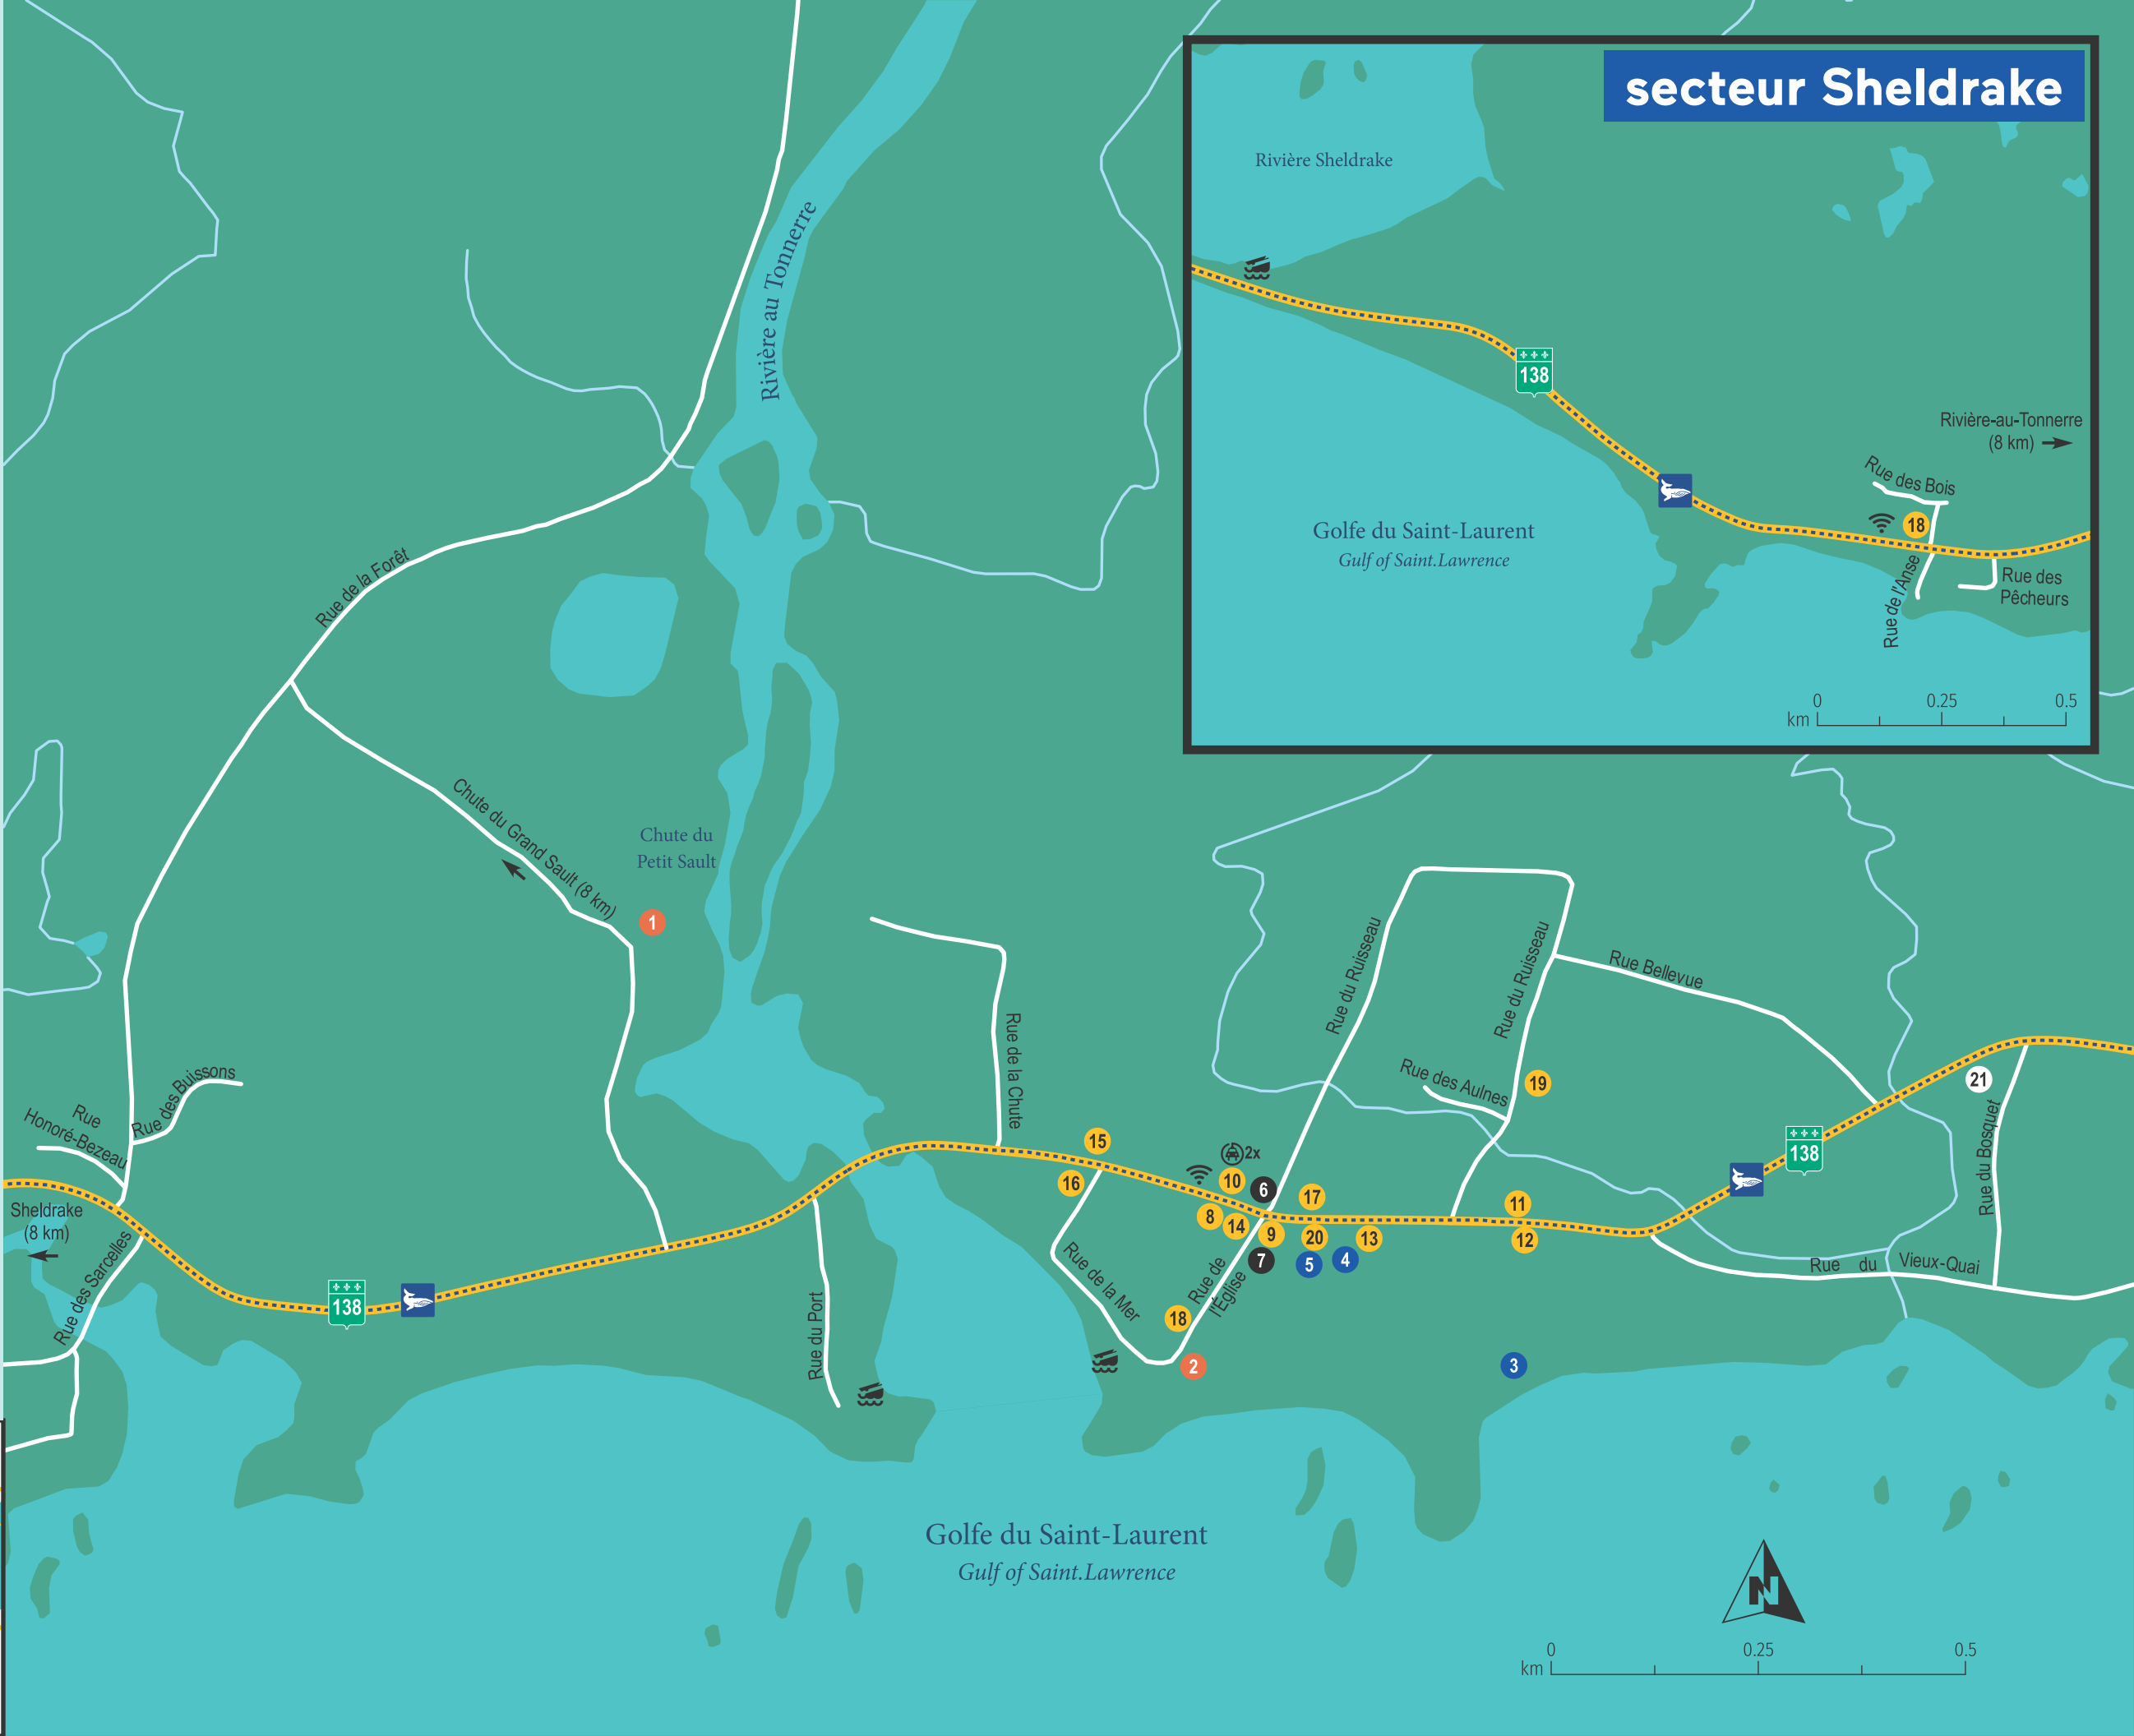 secteur Sheldrake
Rivière Sheldrake
138
Rivière-au-Tonnerre
(8 km)
Rue des Bois
18
Golfe du Saint-Laurent
Gulf of Saint.Lawrence
Rue de l'Anse
Rue des
Pêcheurs
0 0.25 0.5
km
Rivière au Tonnerre
Rue de la Forêt
Chute du Grand Sault (8 km)
Chute du
Petit Sault
1
Rue du Ruisseau
Rue du Ruisseau
Rue Bellevue
Rue de la Chute
Rue des Buissons
Rue
Honoré-Bezeau
Rue des Aulnes
19
21
Rue du Bosquet
138
15
16
2x
10
6
17
11
8
14
9
20
13
12
7
5
4
Sheldrake
(8 km)
Rue des Sarcelles
138
Rue du Port
Rue de la Mer
Rue de
l'Église
18
2
3
Rue du Vieux-Quai
Golfe du Saint-Laurent
Gulf of Saint.Lawrence
N
0 0.25 0.5
km